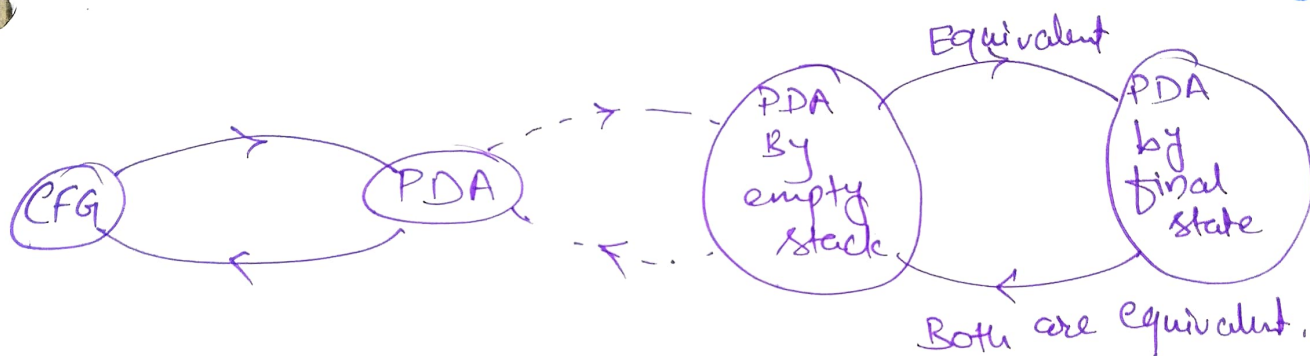 CFG
PDA
PDA
By
empty
stack
Equivalent
PDA
by
final
state
Both are equivalent.